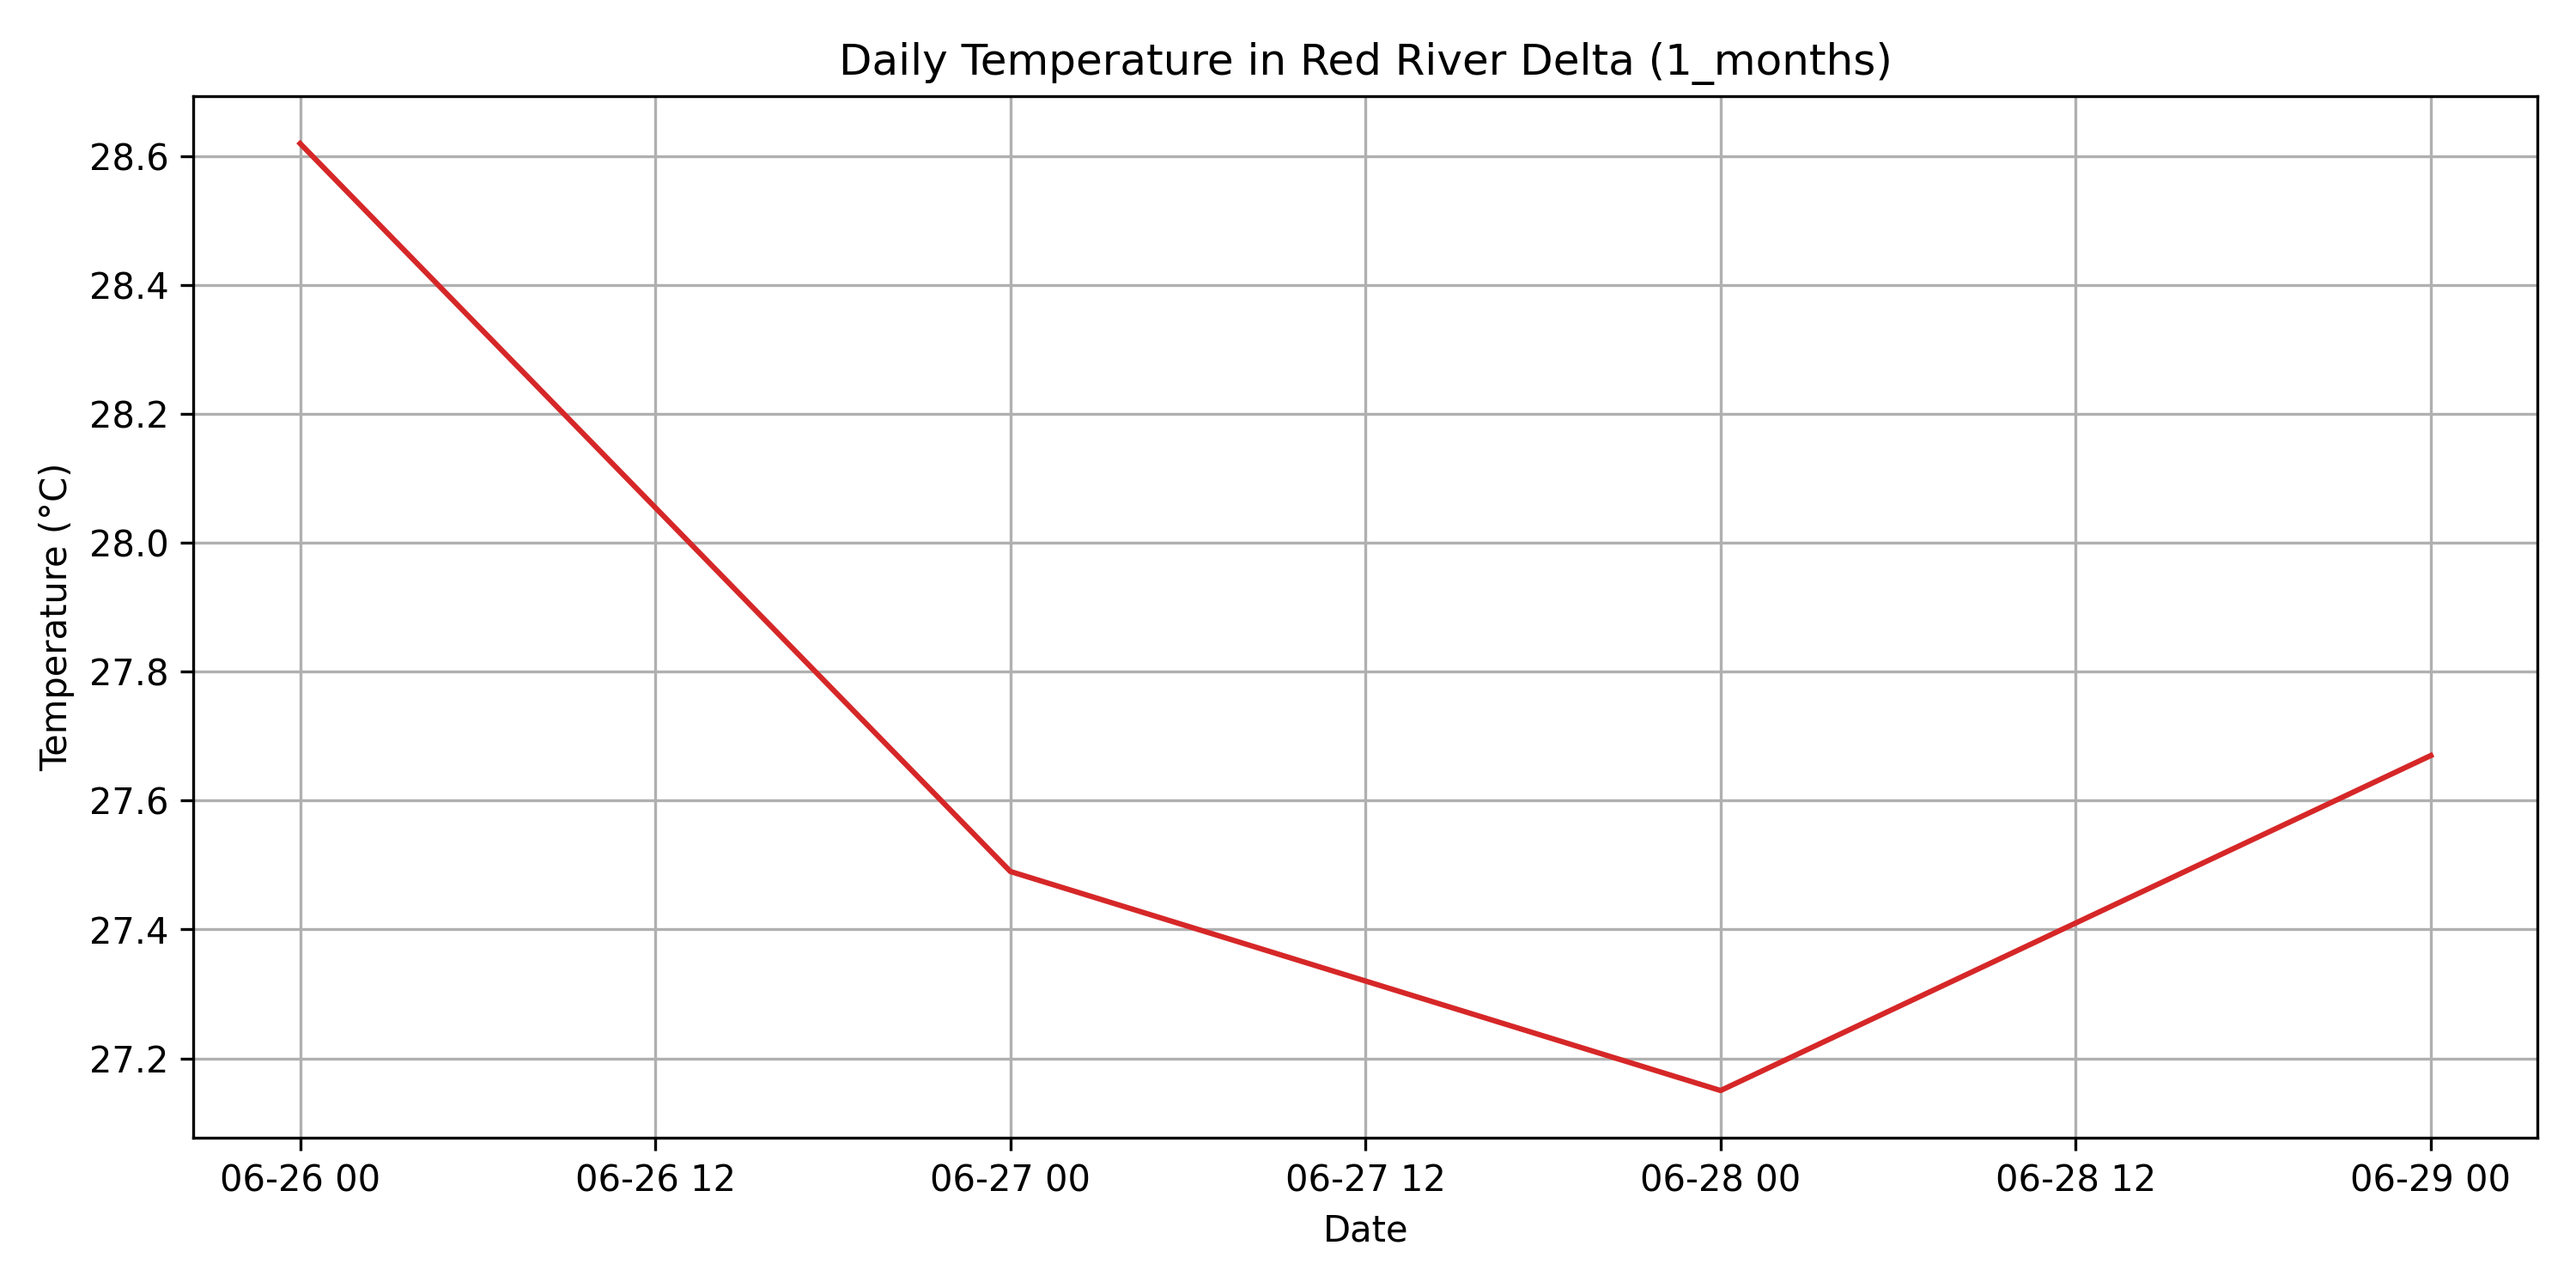 Daily Temperature in Red River Delta (1_months)
Temperature (°C)
28.6
28.4
28.2
28.0
27.8
27.6
27.4
27.2
06-26 00 06-26 12 06-27 00 06-27 12 06-28 00 06-28 12 06-29 00
Date